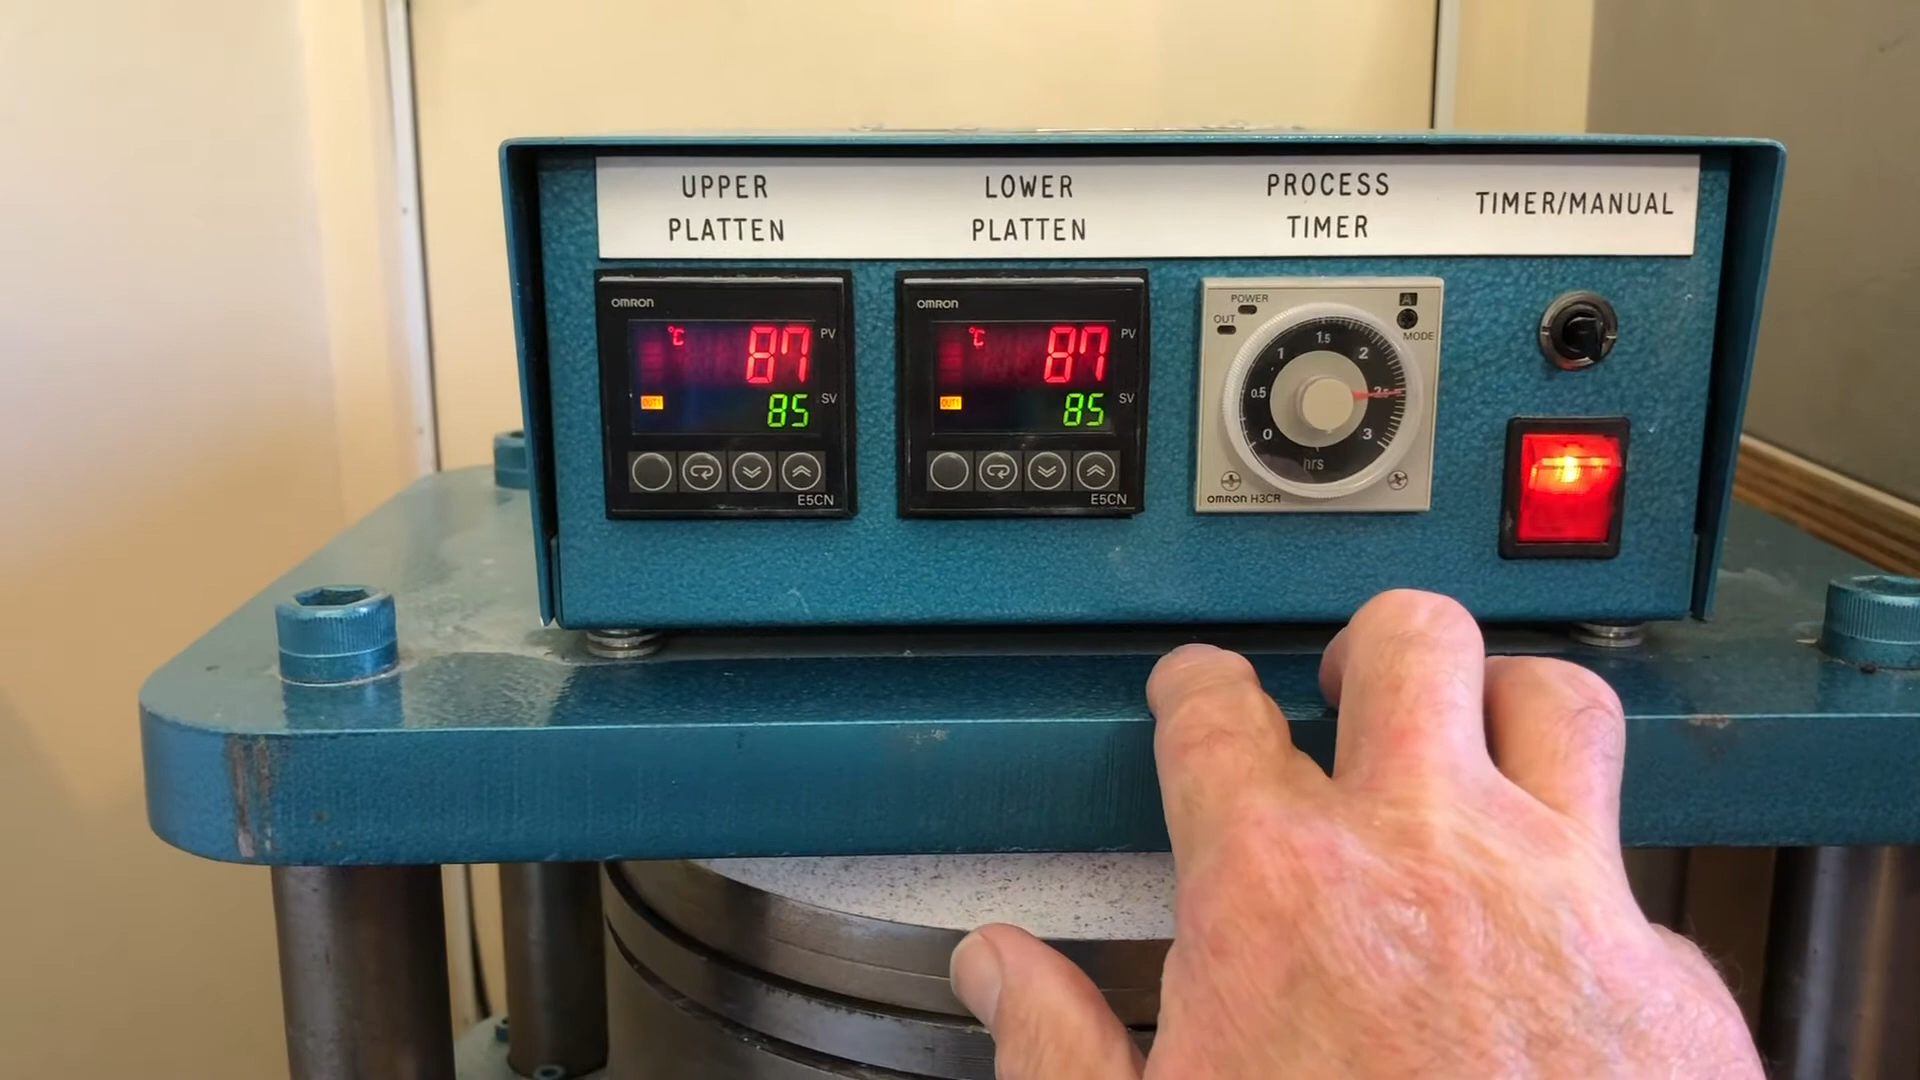 UPPER
PLATTEN
LOWER
PLATTEN
PROCESS
TIMER
TIMER/MANUAL
OMRON
°C 87 PV
OUT1 85 SV
E5CN
OMRON
°C 87 PV
OUT1 85 SV
E5CN
POWER
OUT
A
MODE
0 0.5 1 1.5 2 3
hrs
OMRON H3CR